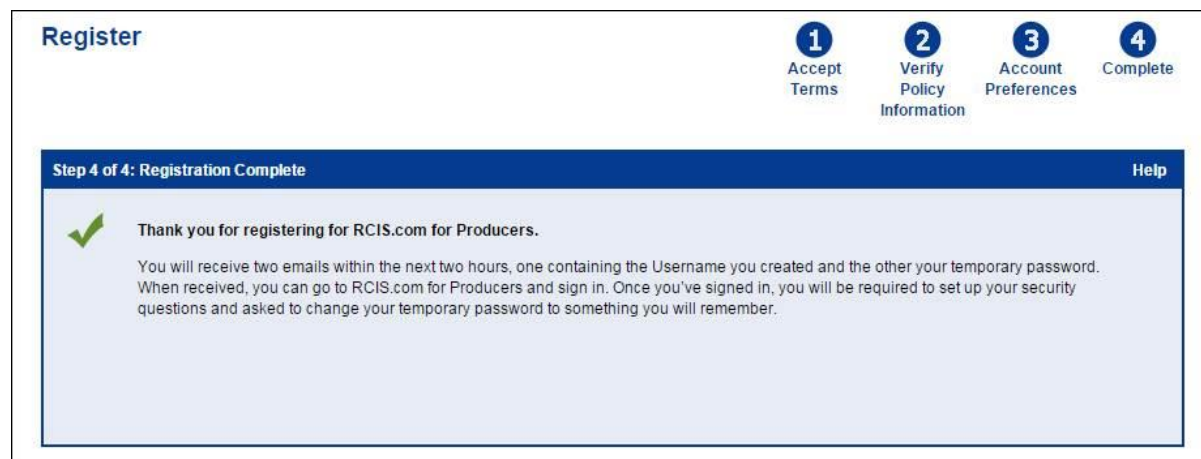 Register
1
Accept
Terms
2
Verify
Policy
Information
3
Account
Preferences
4
Complete
Step 4 of 4: Registration Complete
Help
Thank you for registering for RCIS.com for Producers.
You will receive two emails within the next two hours, one containing the Username you created and the other your temporary password.
When received, you can go to RCIS.com for Producers and sign in. Once you've signed in, you will be required to set up your security
questions and asked to change your temporary password to something you will remember.